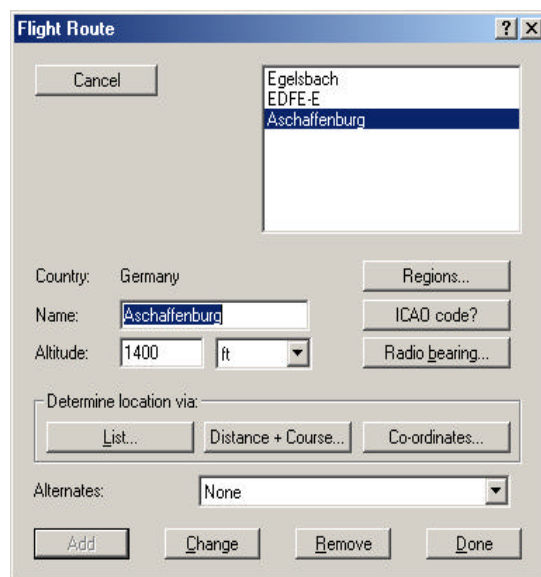 Flight Route
Cancel
Egelsbach
EDFE-E
Aschaffenburg
Country: Germany
Regions...
Name: Aschaffenburg
ICAO code?
Altitude: 1400 ft
Radio bearing...
Determine location via:
List... Distance + Course... Co-ordinates...
Alternates: None
Add Change Remove Done